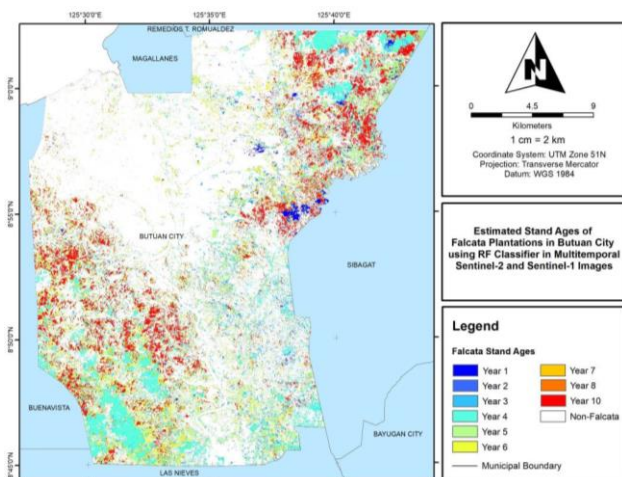 125°30'0"E 125°35'0"E 125°40'0"E
REMEDIOS T. ROMUALDEZ
MAGALLANES
9°0'0"N
8°55'0"N
BUTUAN CITY
SIBAGAT
8°50'0"N
BUENAVISTA
BAYUGAN CITY
8°45'0"N
LAS NIEVES
N
0 4.5 9
Kilometers
1 cm = 2 km
Coordinate System: UTM Zone 51N
Projection: Transverse Mercator
Datum: WGS 1984
Estimated Stand Ages of
Falcata Plantations in Butuan City
using RF Classifier in Multitemporal
Sentinel-2 and Sentinel-1 Images
Legend
Falcata Stand Ages
Year 1
Year 2
Year 3
Year 4
Year 5
Year 6
Year 7
Year 8
Year 10
Non-Falcata
Municipal Boundary